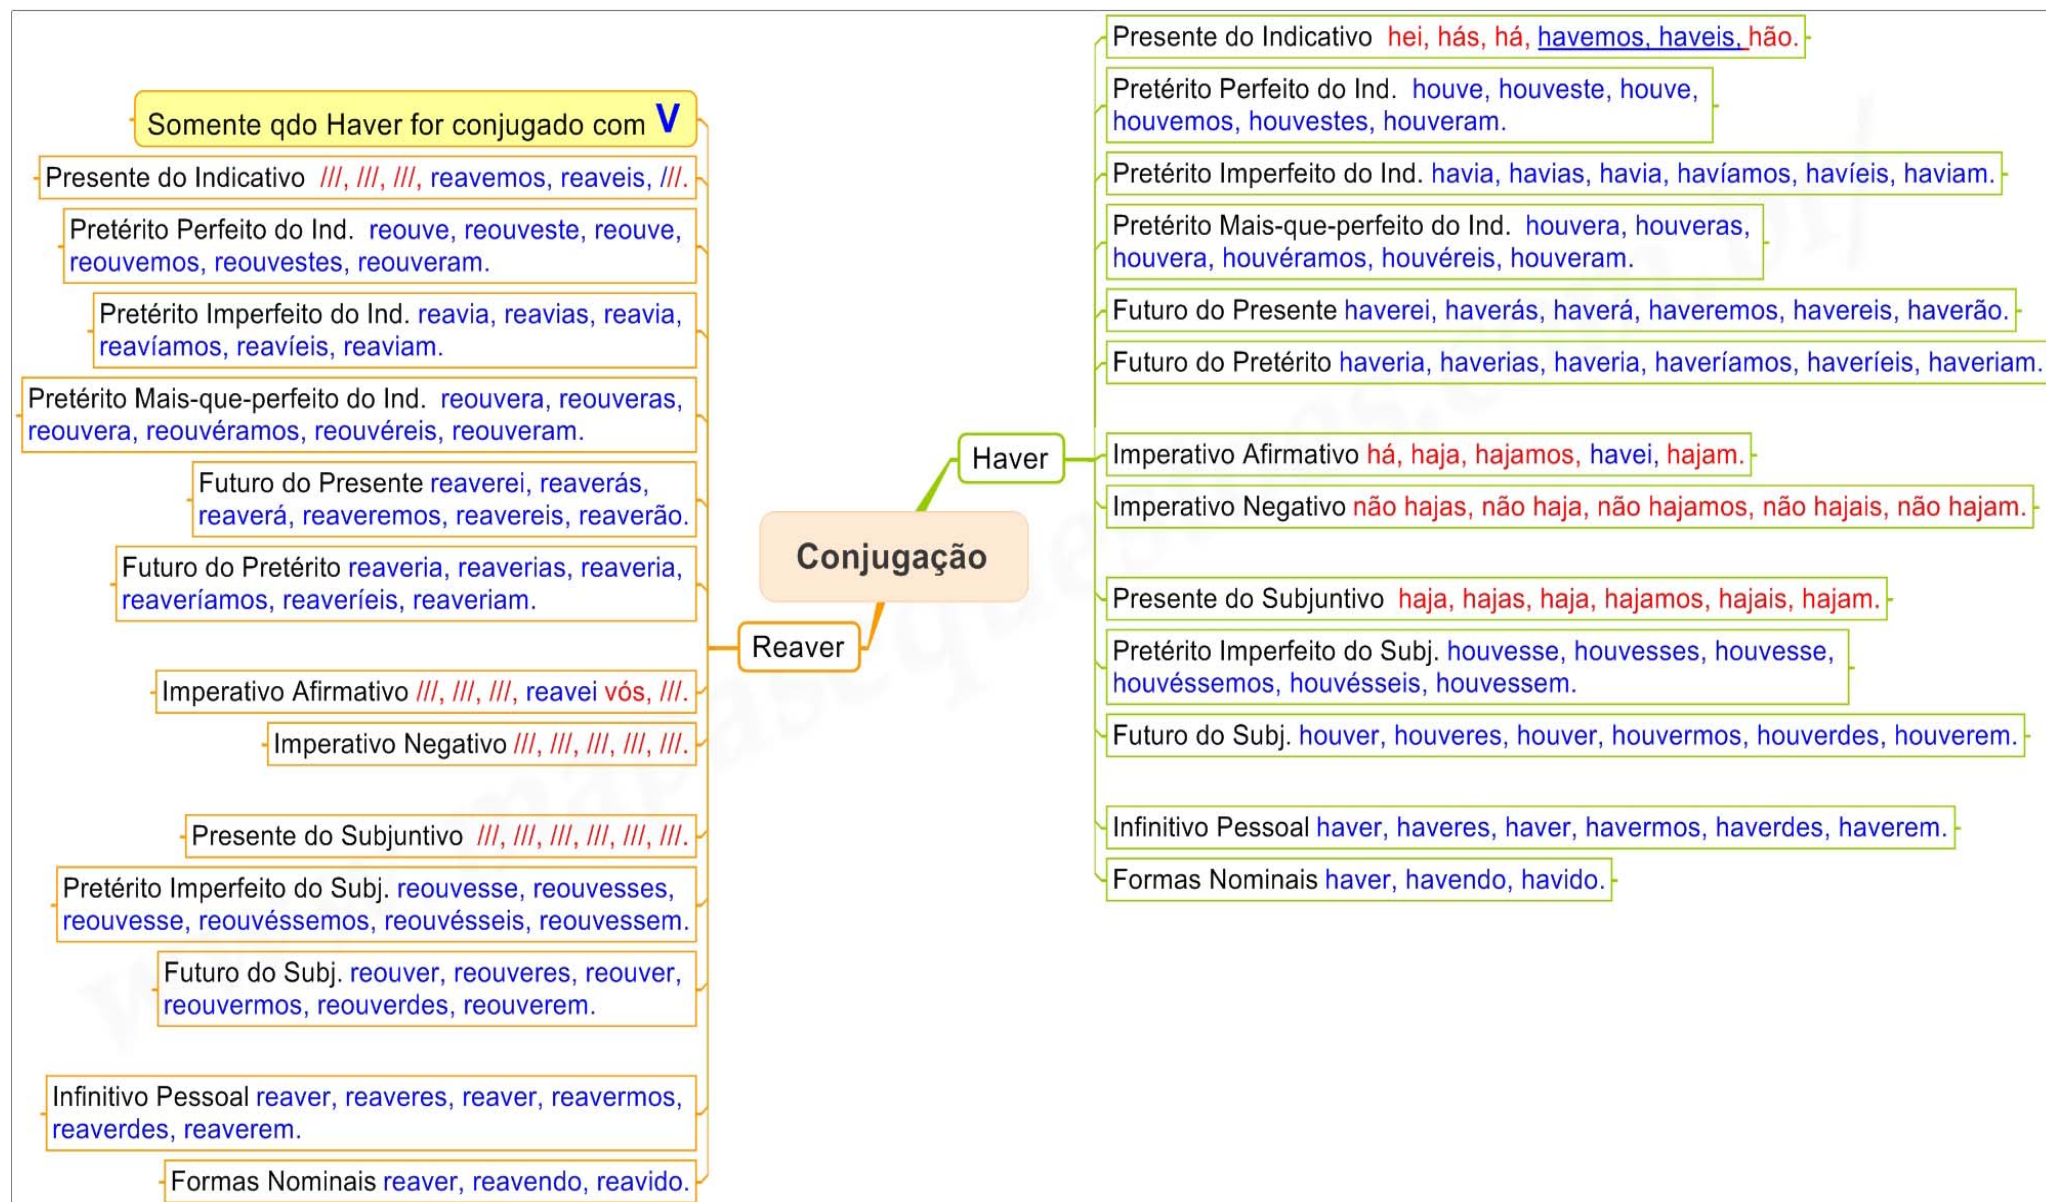 Conjugação
Haver
Presente do Indicativo hei, hás, há, havemos, haveis, hão.
Pretérito Perfeito do Ind. houve, houveste, houve,
houvemos, houvestes, houveram.
Pretérito Imperfeito do Ind. havia, havias, havia, havíamos, havíeis, haviam.
Pretérito Mais-que-perfeito do Ind. houvera, houveras,
houvera, houvéramos, houvéreis, houveram.
Futuro do Presente haverei, haverás, haverá, haveremos, havereis, haverão.
Futuro do Pretérito haveria, haverias, haveria, haveríamos, haveríeis, haveriam.
Imperativo Afirmativo há, haja, hajamos, havei, hajam.
Imperativo Negativo não hajas, não haja, não hajamos, não hajais, não hajam.
Presente do Subjuntivo haja, hajas, haja, hajamos, hajais, hajam.
Pretérito Imperfeito do Subj. houvesse, houvesses, houvesse,
houvéssemos, houvésseis, houvessem.
Futuro do Subj. houver, houveres, houver, houvermos, houverdes, houverem.
Infinitivo Pessoal haver, haveres, haver, havermos, haverdes, haverem.
Formas Nominais haver, havendo, havido.
Reaver
Somente qdo Haver for conjugado com V
Presente do Indicativo ///, ///, ///, reavemos, reaveis, ///.
Pretérito Perfeito do Ind. reouve, reouveste, reouve,
reouvemos, reouvestes, reouveram.
Pretérito Imperfeito do Ind. reavia, reavias, reavia,
reavíamos, reavíeis, reaviam.
Pretérito Mais-que-perfeito do Ind. reouvera, reouveras,
reouvera, reouvéramos, reouvéreis, reouveram.
Futuro do Presente reaverei, reaverás,
reaverá, reaveremos, reavereis, reaverão.
Futuro do Pretérito reaveria, reaverias, reaveria,
reaveríamos, reaveríeis, reaveriam.
Imperativo Afirmativo ///, ///, ///, reavei vós, ///.
Imperativo Negativo ///, ///, ///, ///, ///.
Presente do Subjuntivo ///, ///, ///, ///, ///, ///.
Pretérito Imperfeito do Subj. reouvesse, reouvesses,
reouvesse, reouvéssemos, reouvésseis, reouvessem.
Futuro do Subj. reouver, reouveres, reouver,
reouvermos, reouverdes, reouverem.
Infinitivo Pessoal reaver, reaveres, reaver, reavermos,
reaverdes, reaverem.
Formas Nominais reaver, reavendo, reavido.